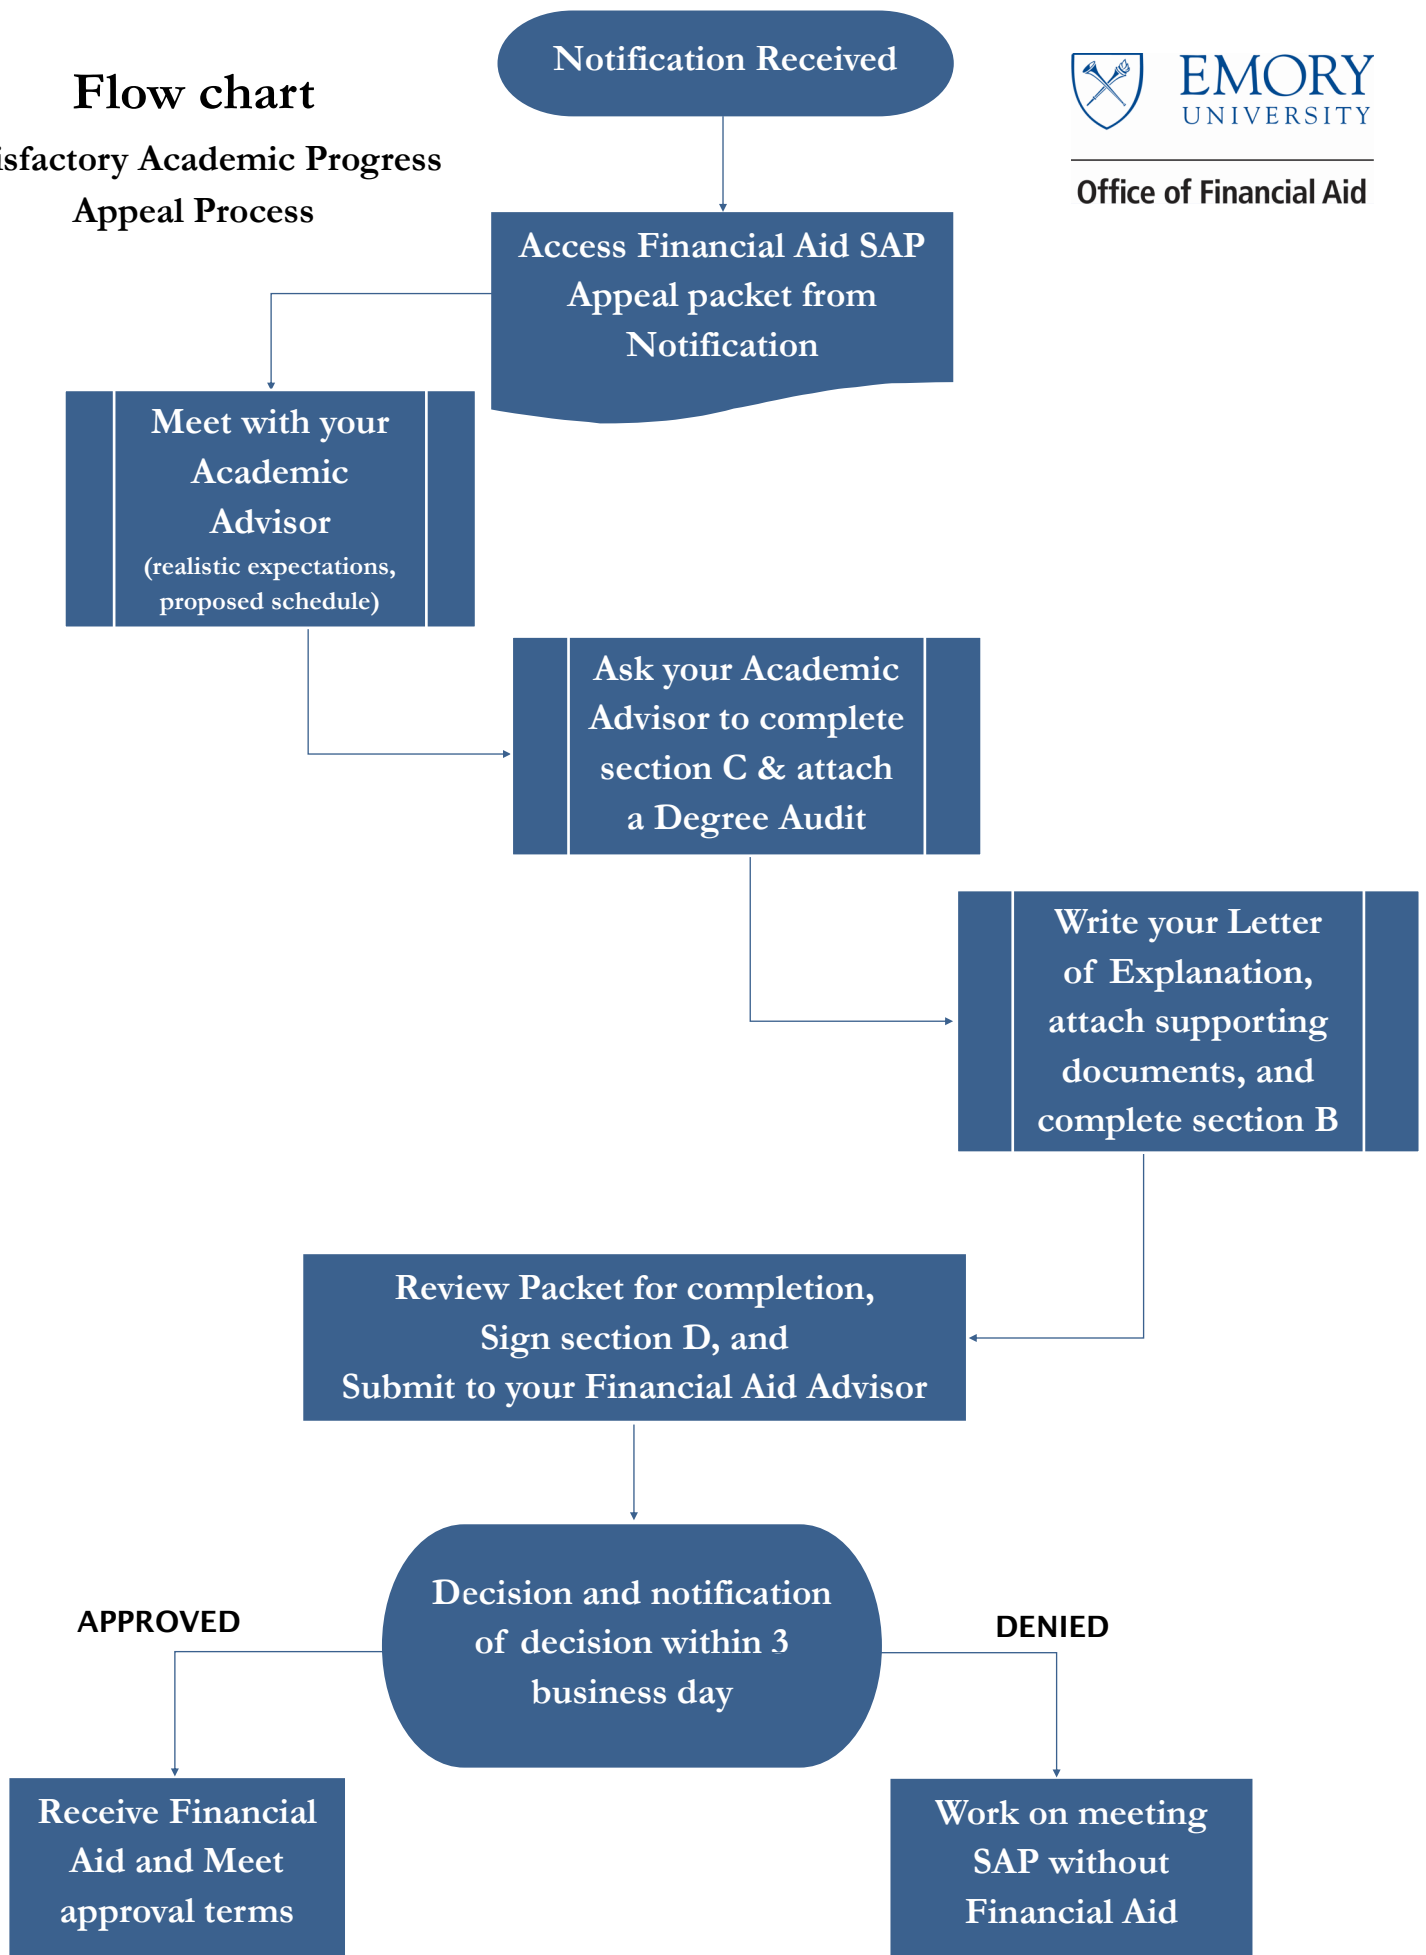 Notification Received
Flow chart
isfactory Academic Progress
Appeal Process
EMORY
UNIVERSITY
Office of Financial Aid
Access Financial Aid SAP
Appeal packet from
Notification
Meet with your
Academic
Advisor
(realistic expectations,
proposed schedule)
Ask your Academic
Advisor to complete
section C & attach
a Degree Audit
Write your Letter
of Explanation,
attach supporting
documents, and
complete section B
Review Packet for completion,
Sign section D, and
Submit to your Financial Aid Advisor
Decision and notification
of decision within 3
business day
APPROVED
DENIED
Receive Financial
Aid and Meet
approval terms
Work on meeting
SAP without
Financial Aid